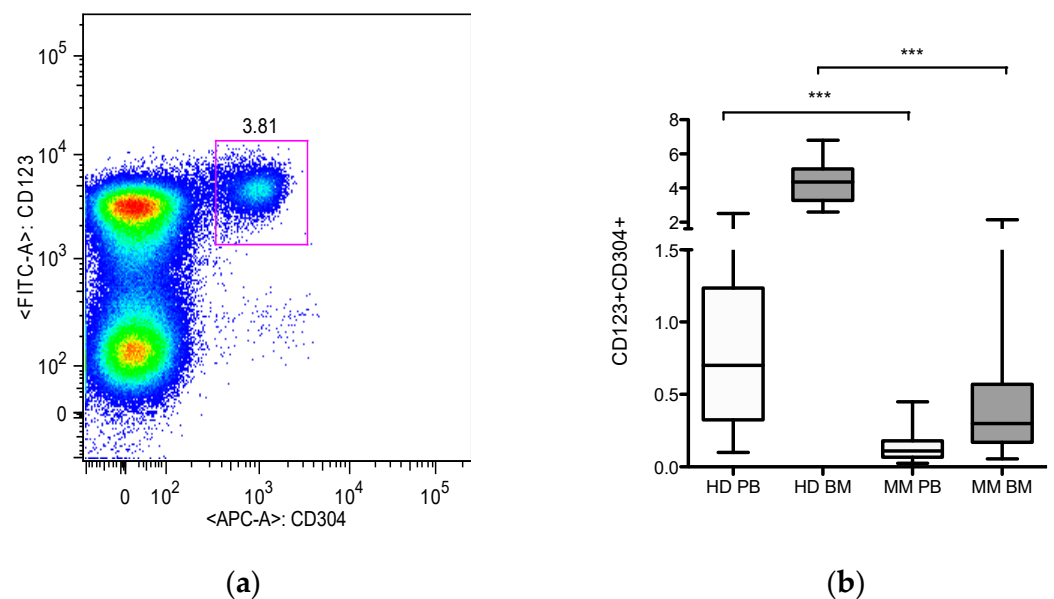 3.81
10^5
10^4
10^3
10^2
0
<FITC-A>: CD123
0 10^2 10^3 10^4 10^5
<APC-A>: CD304
(a)
***
***
8
6
4
2
1.5
1.0
0.5
0.0
CD123+CD304+
HD PB HD BM MM PB MM BM
(b)